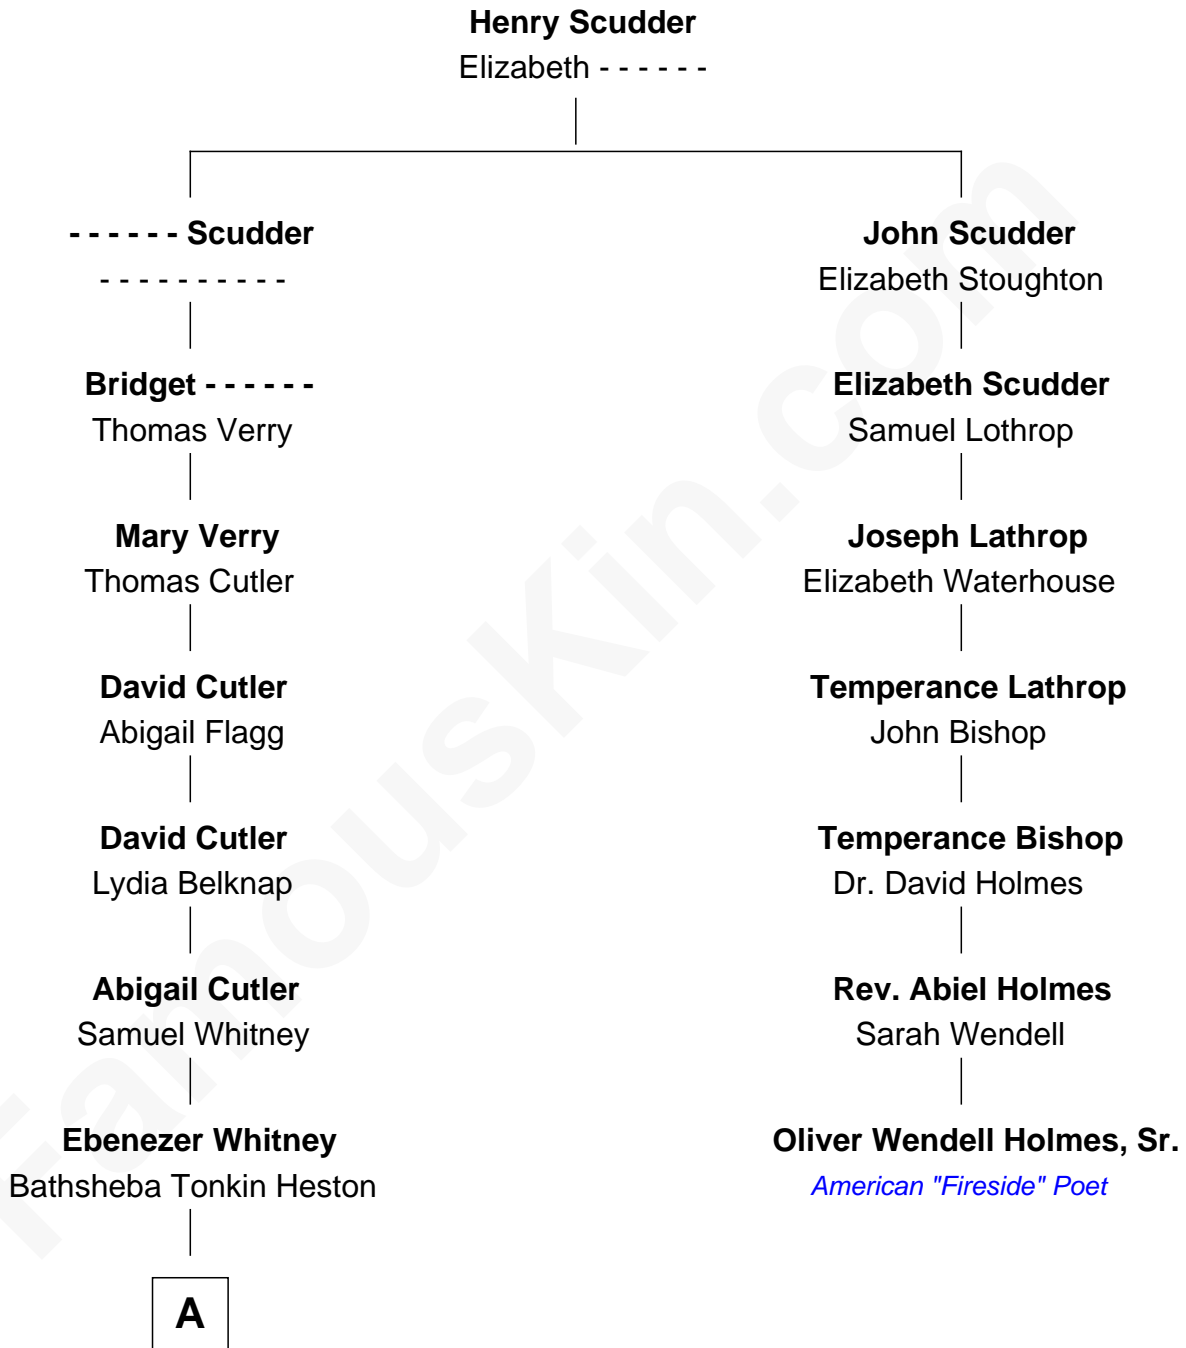 Henry Scudder
Elizabeth - - - - - -
- - - - - - Scudder
- - - - - - - - - -
John Scudder
Elizabeth Stoughton
Bridget - - - - - -
Thomas Verry
Elizabeth Scudder
Samuel Lothrop
Mary Verry
Thomas Cutler
Joseph Lathrop
Elizabeth Waterhouse
David Cutler
Abigail Flagg
Temperance Lathrop
John Bishop
David Cutler
Lydia Belknap
Temperance Bishop
Dr. David Holmes
Abigail Cutler
Samuel Whitney
Rev. Abiel Holmes
Sarah Wendell
Ebenezer Whitney
Bathsheba Tonkin Heston
Oliver Wendell Holmes, Sr.
American "Fireside" Poet
A
FamousKin.com